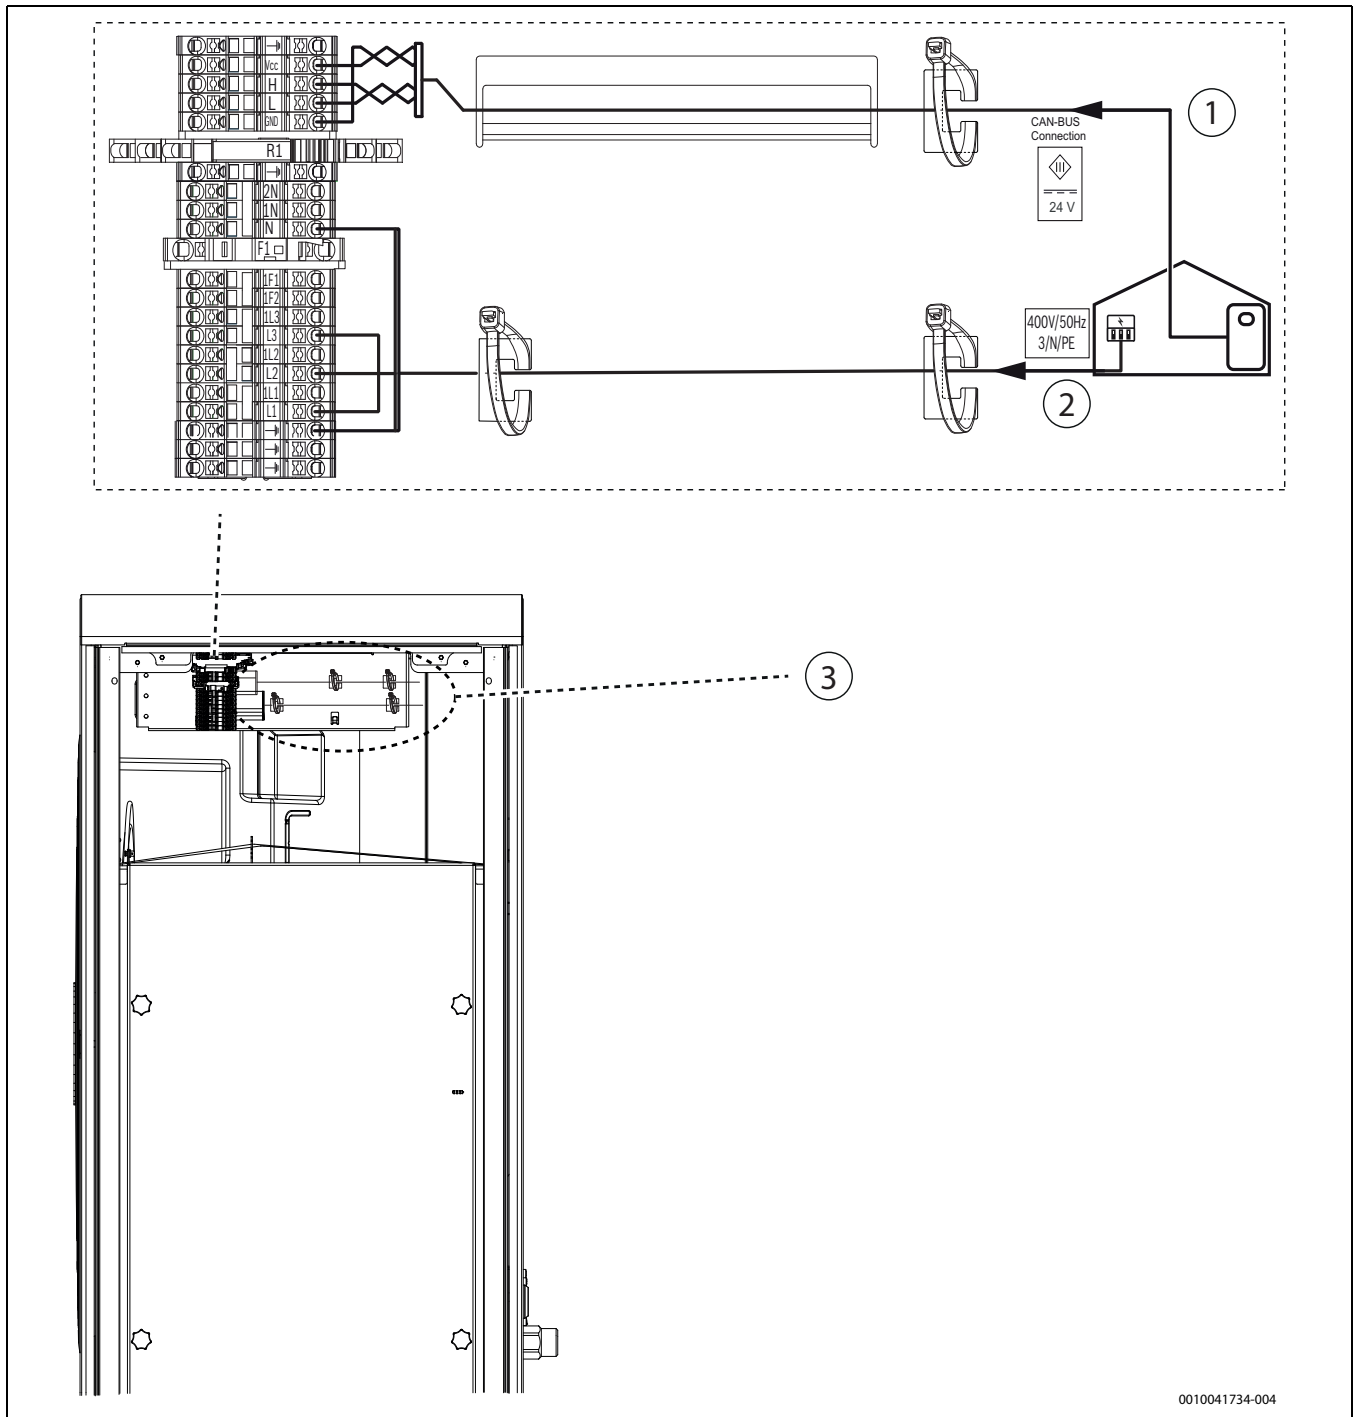 Vcc
H
L
GND
R1
2N
1N
N
F1
1F1
1F2
1L3
L3
1L2
L2
1L1
L1
CAN-BUS
Connection
24 V
1
400V/50Hz
3/N/PE
2
3
0010041734-004